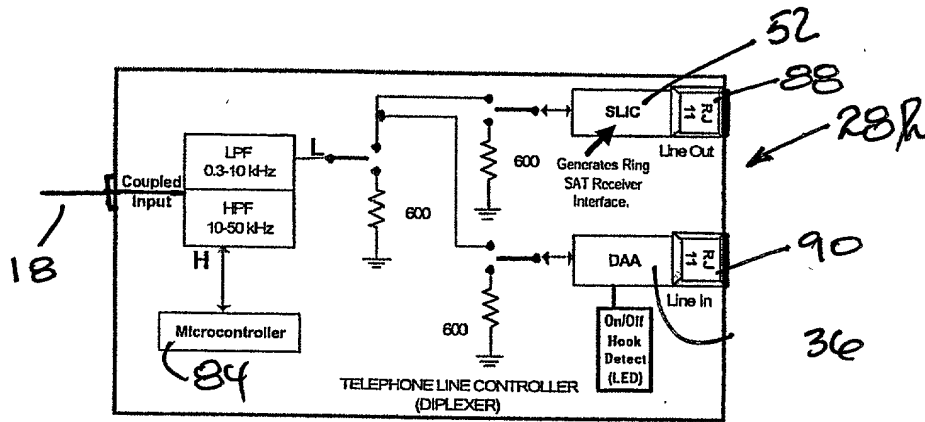 52
88
28h
SLIC
RJ
11
Line Out
Generates Ring
SAT Receiver
Interface.
600
L
LPF
0.3-10 kHz
HPF
10-50 kHz
Coupled
Input
18
600
H
Microcontroller
84
DAA
RJ
11
90
Line In
36
600
On/Off
Hook
Detect
(LED)
TELEPHONE LINE CONTROLLER
(DIPLEXER)